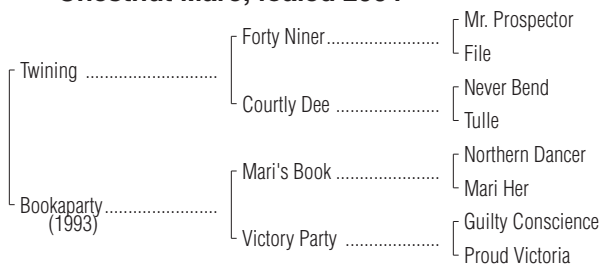 Chestnut Mare, foaled
Mr. Prospector
Forty Niner
File
Twining
Never Bend
Courtly Dee
Tulle
Northern Dancer
Mari's Book
Mari Her
Bookaparty
(1993)
Guilty Conscience
Victory Party
Proud Victoria